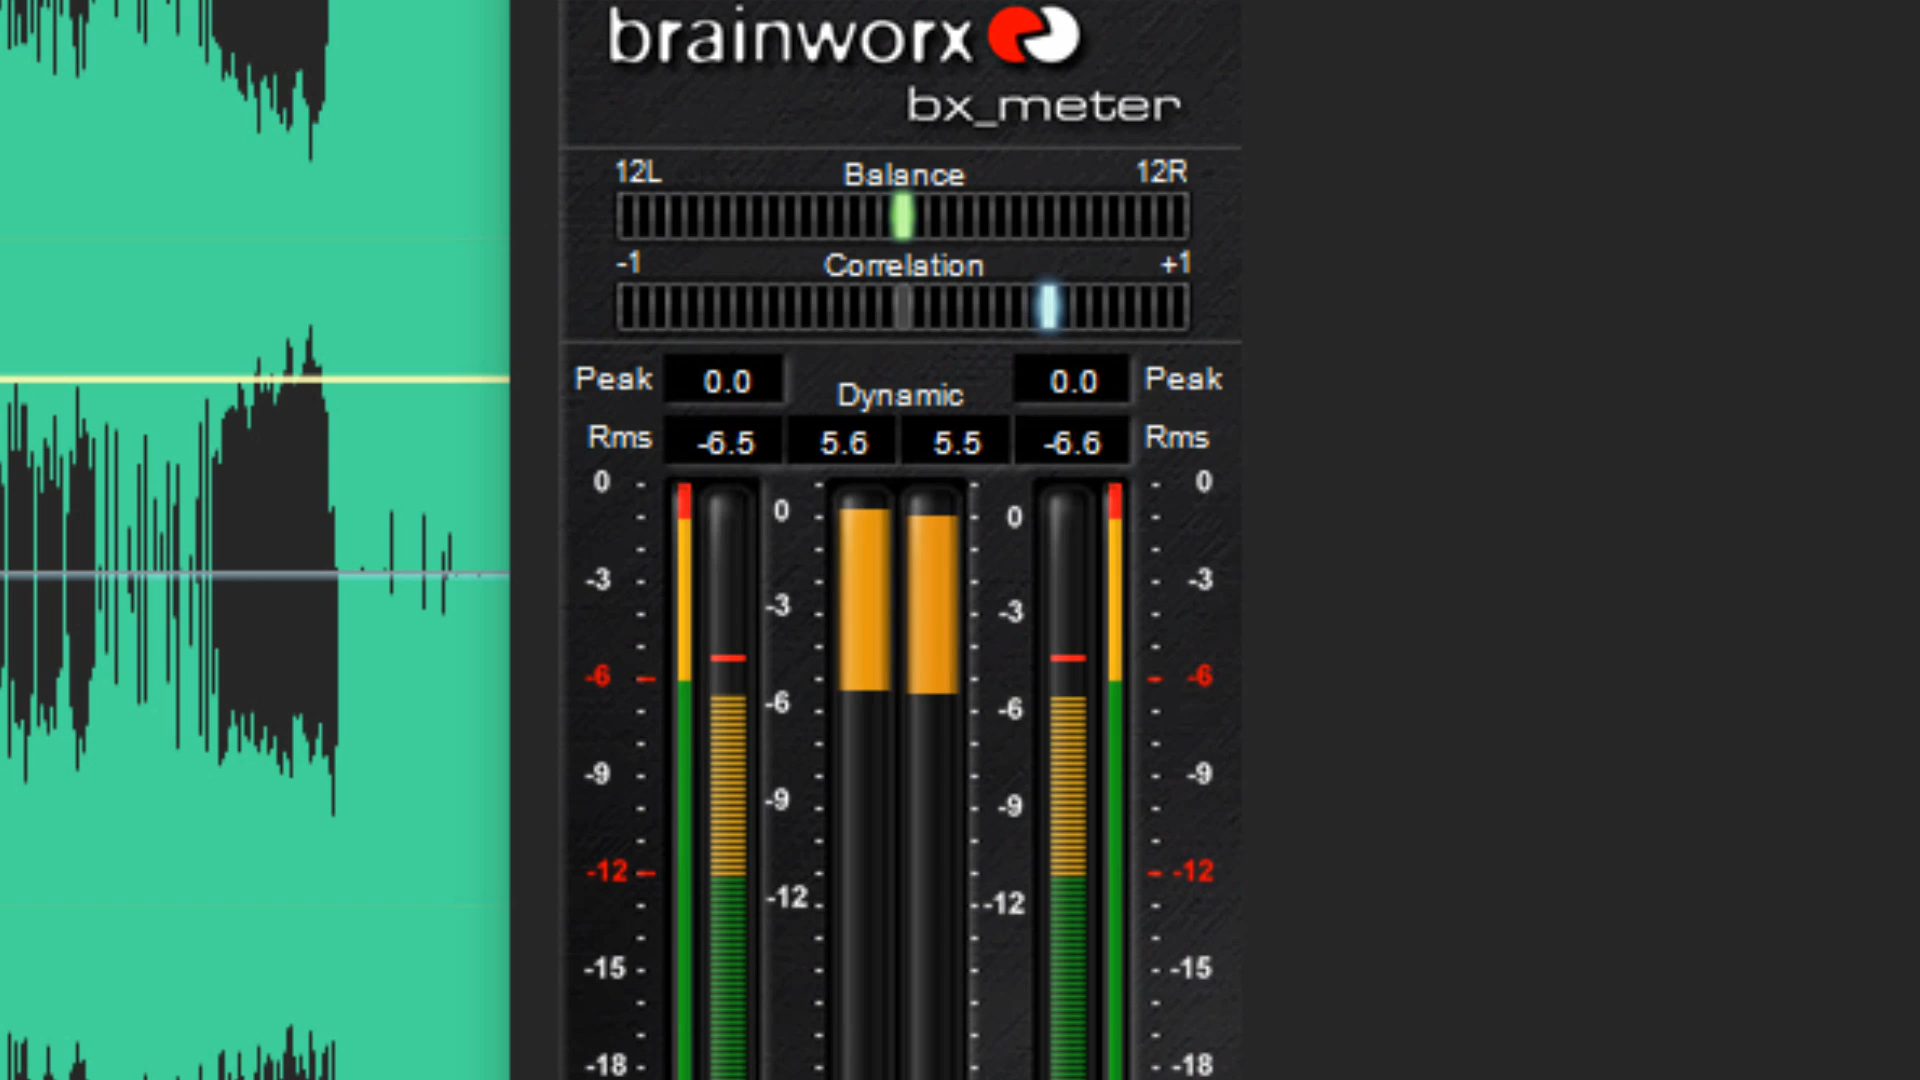 brainworx
bx_meter
12L Balance 12R
-1 Correlation +1
Peak 0.0 Dynamic 0.0 Peak
Rms -6.5 5.6 5.5 -6.6 Rms
0 0 0 0
-3 -3 -3 -3
-6 -6 -6 -6
-9 -9 -9 -9
-12 -12 -12 -12
-15 -15
-18 -18